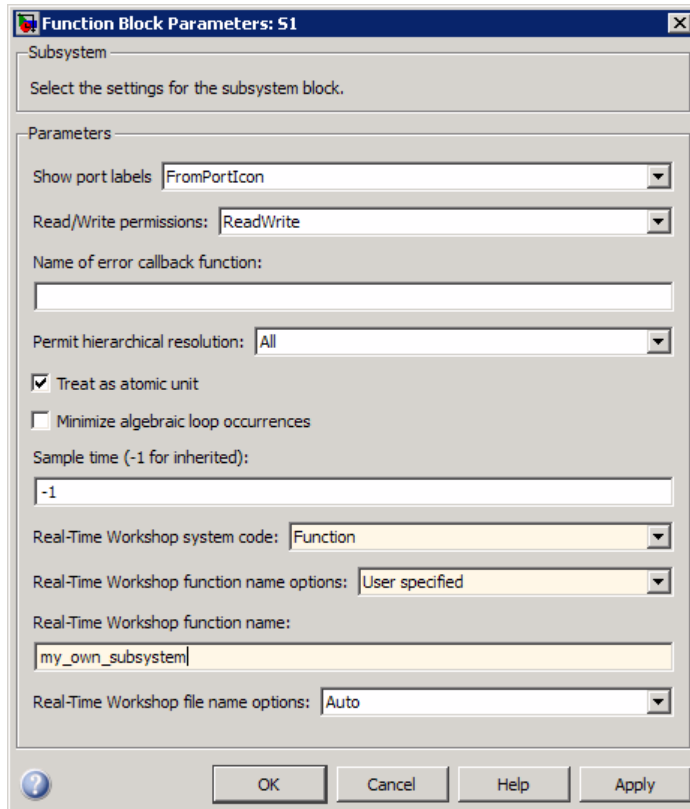 Function Block Parameters: S1
Subsystem
Select the settings for the subsystem block.
Parameters
Show port labels FromPortIcon
Read/Write permissions: ReadWrite
Name of error callback function:
Permit hierarchical resolution: All
Treat as atomic unit
Minimize algebraic loop occurrences
Sample time (-1 for inherited):
-1
Real-Time Workshop system code: Function
Real-Time Workshop function name options: User specified
Real-Time Workshop function name:
my_own_subsystem
Real-Time Workshop file name options: Auto
? OK Cancel Help Apply